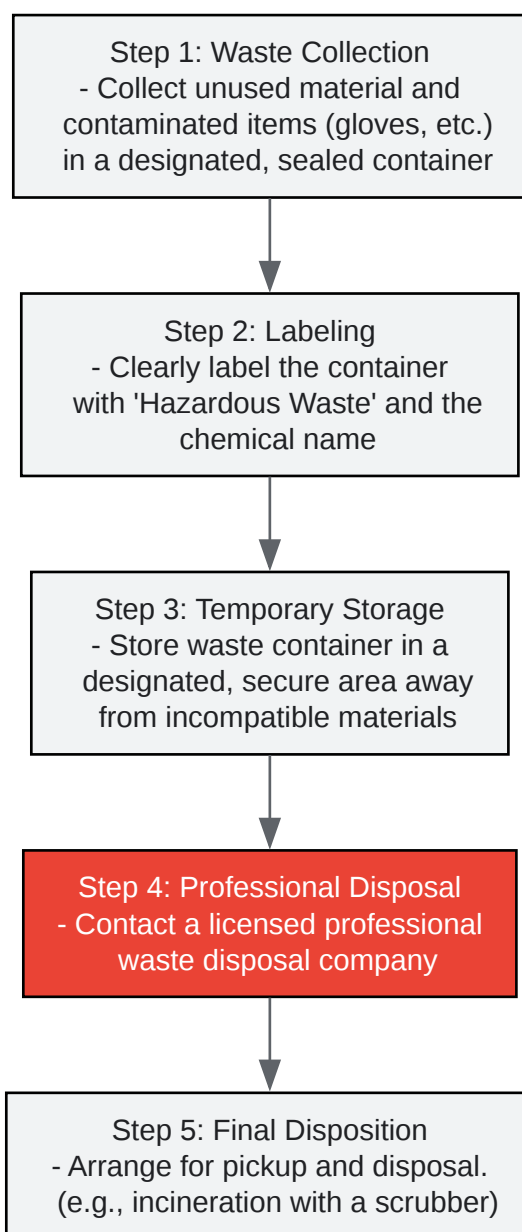 Step 1: Waste Collection
- Collect unused material and
contaminated items (gloves, etc.)
in a designated, sealed container
Step 2: Labeling
- Clearly label the container
with 'Hazardous Waste' and the
chemical name
Step 3: Temporary Storage
- Store waste container in a
designated, secure area away
from incompatible materials
Step 4: Professional Disposal
- Contact a licensed professional
waste disposal company
Step 5: Final Disposition
- Arrange for pickup and disposal.
(e.g., incineration with a scrubber)